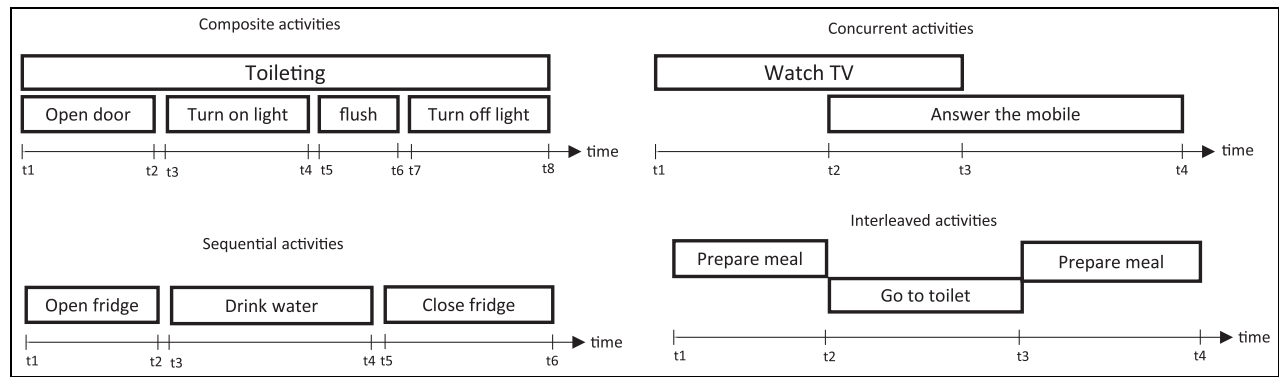 Composite activities
Toileting
Open door
Turn on light
flush
Turn off light
time
t1 t2 t3 t4 t5 t6 t7 t8
Concurrent activities
Watch TV
Answer the mobile
time
t1 t2 t3 t4
Sequential activities
Open fridge
Drink water
Close fridge
time
t1 t2 t3 t4 t5 t6
Interleaved activities
Prepare meal
Go to toilet
Prepare meal
time
t1 t2 t3 t4